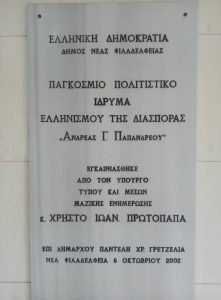 ΕΛΛΗΝΙΚΗ ΔΗΜΟΚΡΑΤΙΑ
ΔΗΜΟΣ ΝΕΑΣ ΦΙΛΑΔΕΛΦΕΙΑΣ
ΠΑΓΚΟΣΜΙΟ ΠΟΛΙΤΙΣΤΙΚΟ
ΙΔΡΥΜΑ
ΕΛΛΗΝΙΣΜΟΥ ΤΗΣ ΔΙΑΣΠΟΡΑΣ
„ΑΝΔΡΕΑΣ Γ. ΠΑΠΑΝΔΡΕΟΥ"
ΕΓΚΑΙΝΙΑΣΘΗΚΕ
ΑΠΟ ΤΟΝ ΥΠΟΥΡΓΟ
ΤΥΠΟΥ ΚΑΙ ΜΕΣΩΝ
ΜΑΖΙΚΗΣ ΕΝΗΜΕΡΩΣΗΣ
κ. ΧΡΗΣΤΟ ΙΩΑΝ. ΠΡΩΤΟΠΑΠΑ
ΕΠΙ ΔΗΜΑΡΧΟΥ ΠΑΝΤΕΛΗ ΧΡ. ΓΡΕΤΖΕΛΙΑ
ΝΕΑ ΦΙΛΑΔΕΛΦΕΙΑ 6 ΟΚΤΩΒΡΙΟΥ 2002